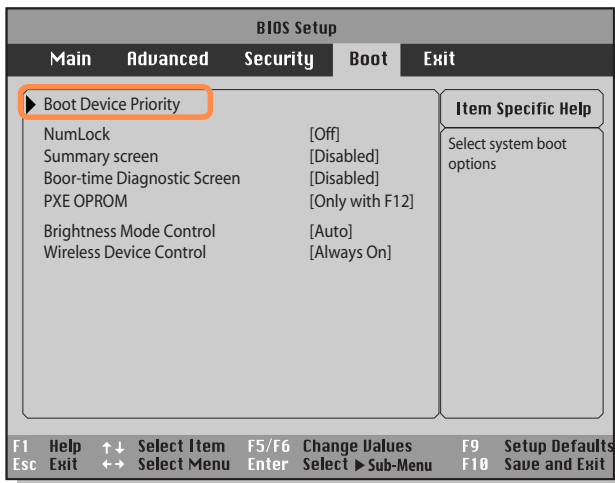 BIOS Setup
Main Advanced Security Boot Exit
▶ Boot Device Priority
NumLock [Off]
Summary screen [Disabled]
Boor-time Diagnostic Screen [Disabled]
PXE OPROM [Only with F12]
Brightness Mode Control [Auto]
Wireless Device Control [Always On]
Item Specific Help
Select system boot
options
F1 Help ↑↓ Select Item F5/F6 Change Values F9 Setup Defaults
Esc Exit ←→ Select Menu Enter Select ▶ Sub-Menu F10 Save and Exit